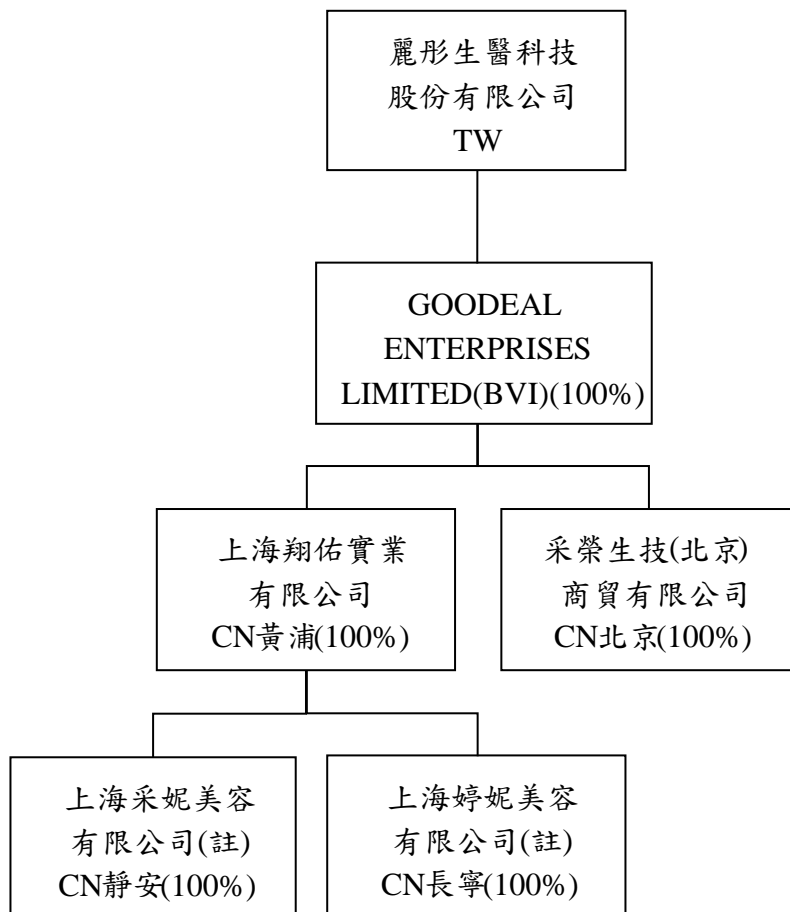 麗彤生醫科技
股份有限公司
TW
GOODEAL
ENTERPRISES
LIMITED(BVI)(100%)
上海翔佑實業
有限公司
CN黃浦(100%)
采榮生技(北京)
商貿有限公司
CN北京(100%)
上海采妮美容
有限公司(註)
CN靜安(100%)
上海婷妮美容
有限公司(註)
CN長寧(100%)